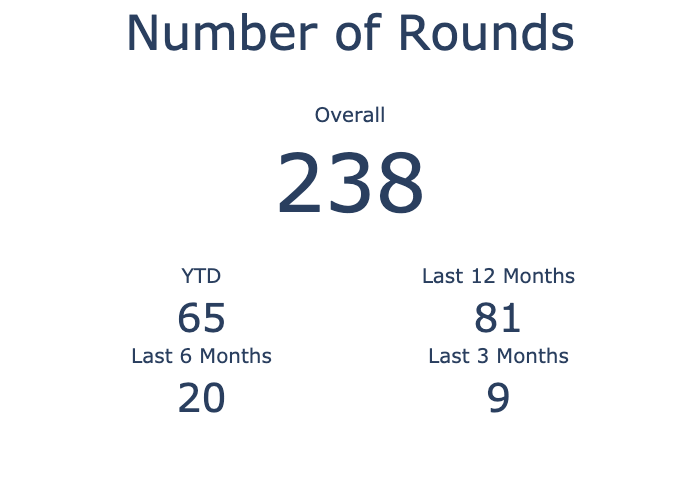 Number of Rounds
Overall
238
YTD
Last 12 Months
65
81
Last 6 Months
Last 3 Months
20
9